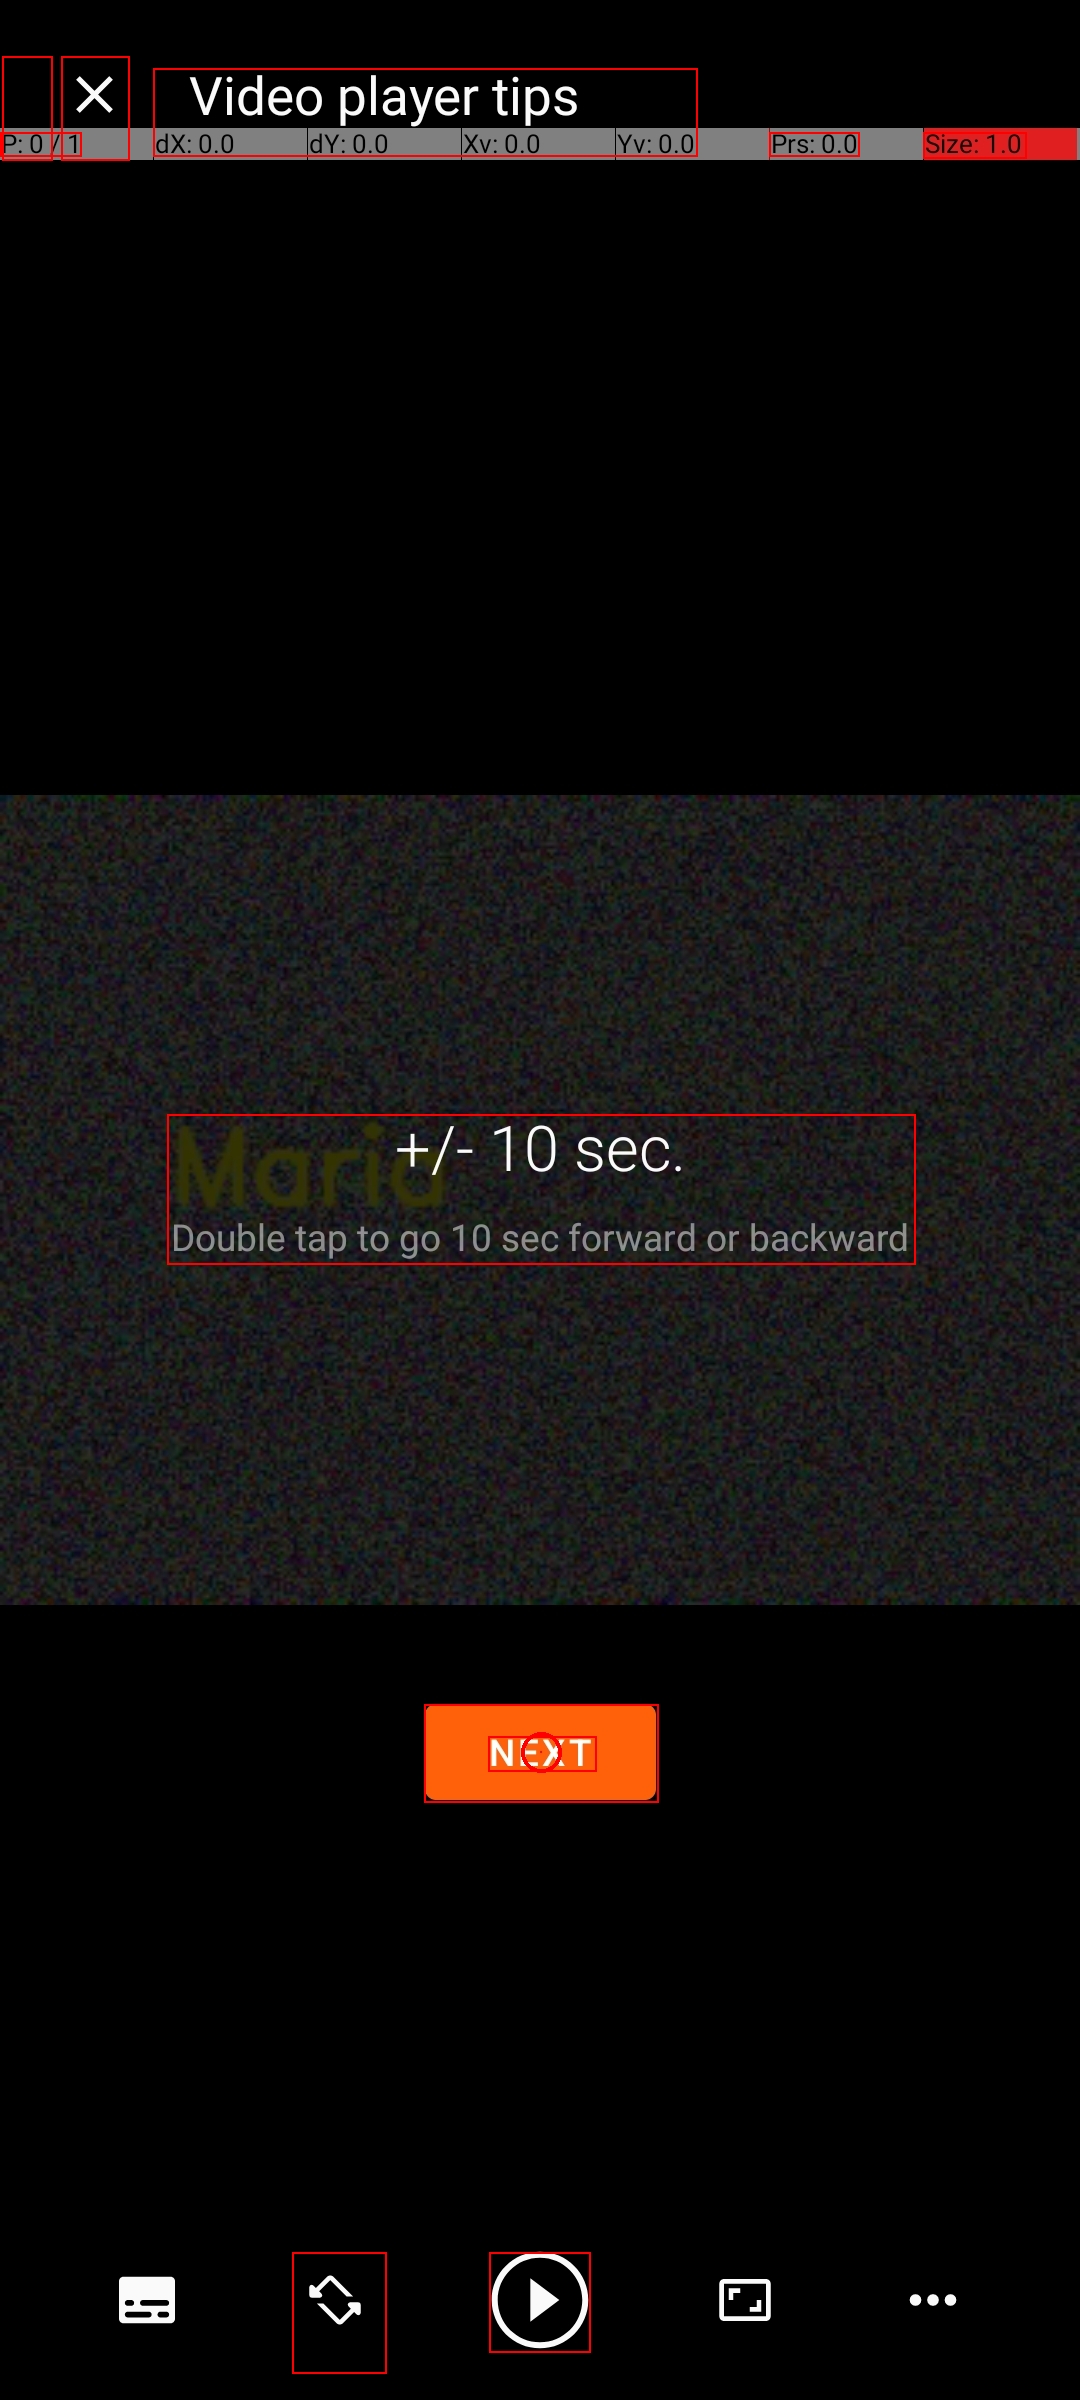 Video player tips
P: 0 / 1 dX: 0.0 dY: 0.0 Xv: 0.0 Yv: 0.0 Prs: 0.0 Size: 1.0
Maria
+/- 10 sec.
Double tap to go 10 sec forward or backward
NEXT